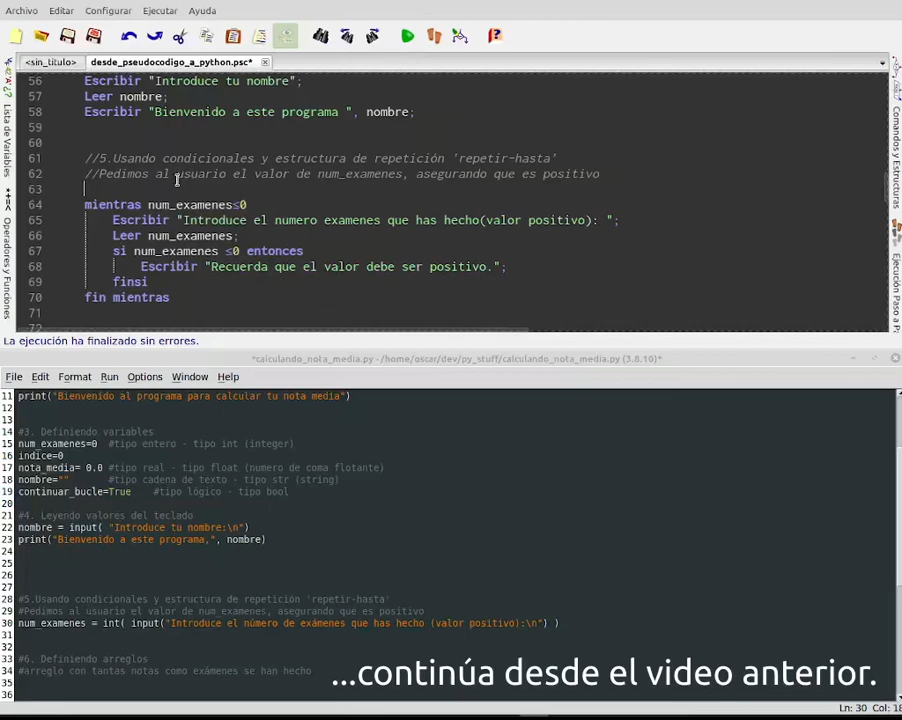 Archivo Editar Configurar Ejecutar Ayuda
<sin_titulo> desde_pseudocodigo_a_python.psc*
56 Escribir "Introduce tu nombre";
57 Leer nombre;
58 Escribir "Bienvenido a este programa ", nombre;
59
60
61 //5.Usando condicionales y estructura de repetición 'repetir-hasta'
62 //Pedimos al usuario el valor de num_examenes, asegurando que es positivo
63
64 mientras num_examenes≤0
65 Escribir "Introduce el numero examenes que has hecho(valor positivo): ";
66 Leer num_examenes;
67 si num_examenes ≤0 entonces
68 Escribir "Recuerda que el valor debe ser positivo.";
69 finsi
70 fin mientras
71
72
Lista de Variables
Operadores y Funciones
Comandos y Estructuras
Ejecución Paso a P
La ejecución ha finalizado sin errores.
*calculando_nota_media.py - /home/oscar/dev/py_stuff/calculando_nota_media.py (3.8.10)*
File Edit Format Run Options Window Help
11 print("Bienvenido al programa para calcular tu nota media")
12
13
14 #3. Definiendo variables
15 num_examenes=0 #tipo entero - tipo int (integer)
16 indice=0
17 nota_media= 0.0 #tipo real - tipo float (numero de coma flotante)
18 nombre="" #tipo cadena de texto - tipo str (string)
19 continuar_bucle=True #tipo lógico - tipo bool
20
21 #4. Leyendo valores del teclado
22 nombre = input( "Introduce tu nombre:\n")
23 print("Bienvenido a este programa,", nombre)
24
25
26
27
28 #5.Usando condicionales y estructura de repetición 'repetir-hasta'
29 #Pedimos al usuario el valor de num_examenes, asegurando que es positivo
30 num_examenes = int( input("Introduce el número de exámenes que has hecho (valor positivo):\n") )
31
32
33 #6. Definiendo arreglos
34 #arreglo con tantas notas como exámenes se han hecho
35
36
...continúa desde el video anterior.
Ln: 30 Col: 18